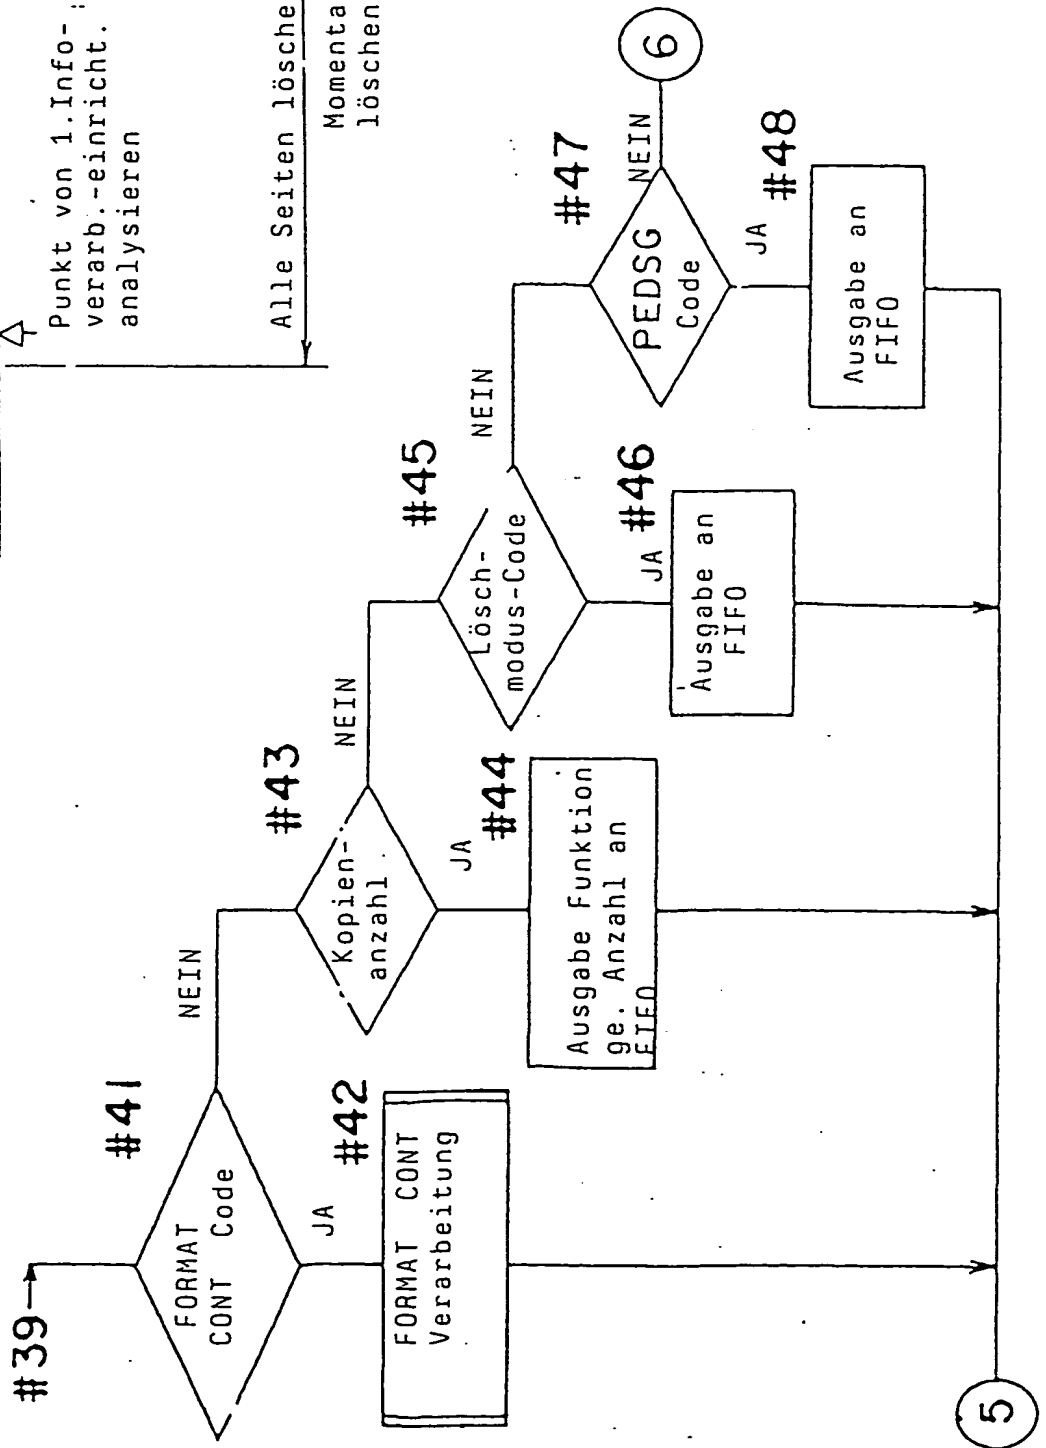 Punkt von 1.Info-
verarb.-einricht.
analysieren
Alle Seiten lösche
Momenta
löschen
#39
#41
FORMAT
CONT Code
NEIN
JA
#42
FORMAT CONT
Verarbeitung
#43
Kopien-
anzahl
NEIN
JA
#44
Ausgabe Funktion
ge. Anzahl an
FIFO
#45
Lösch-
modus-Code
NEIN
JA
#46
Ausgabe an
FIFO
#47
PEDSG
Code
NEIN
JA
#48
Ausgabe an
FIFO
6
5